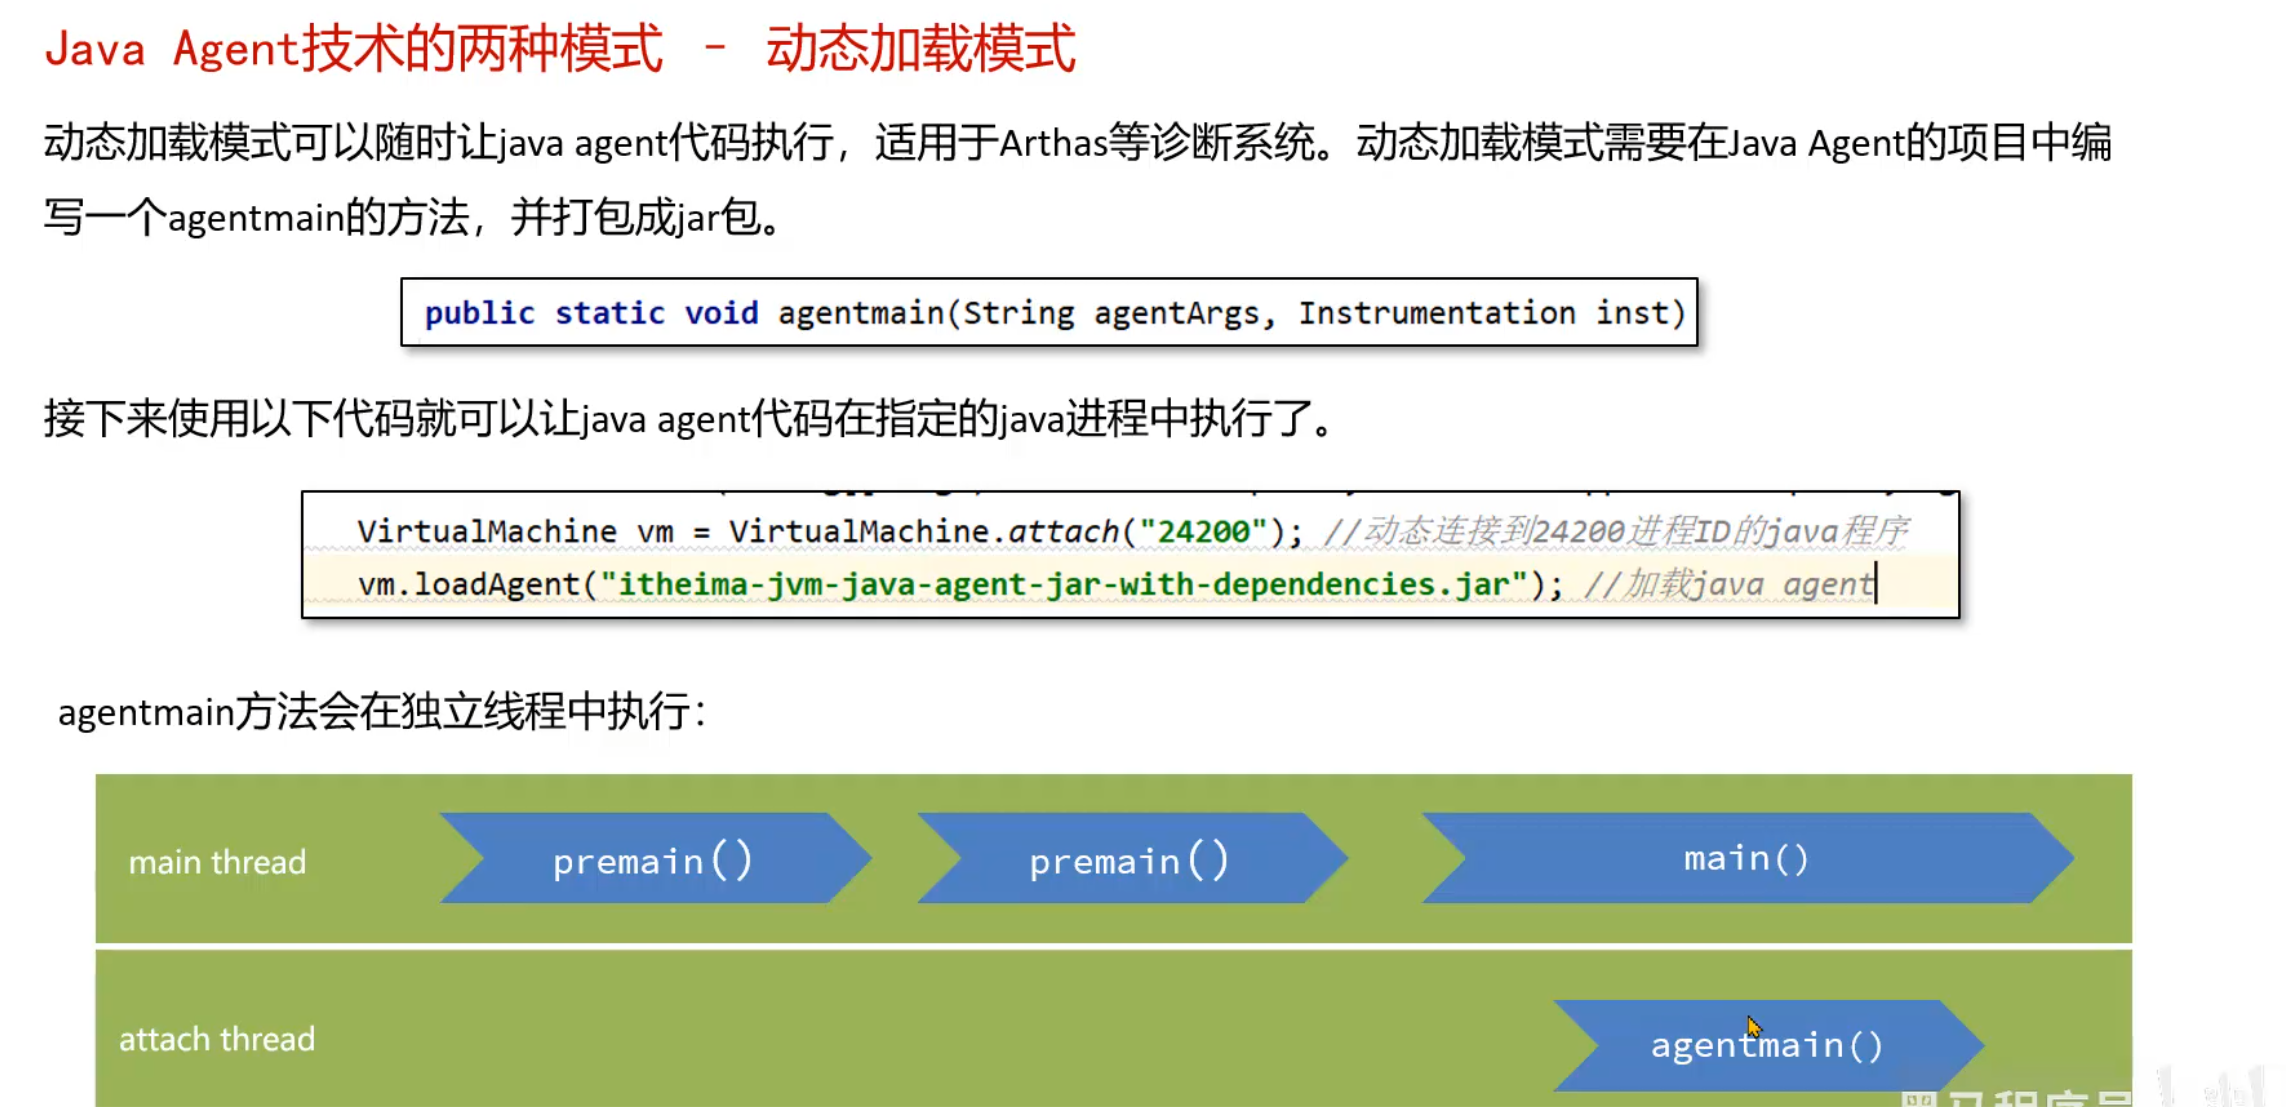 Java Agent技术的两种模式 - 动态加载模式
动态加载模式可以随时让java agent代码执行，适用于Arthas等诊断系统。动态加载模式需要在Java Agent的项目中编
写一个agentmain的方法，并打包成jar包。
public static void agentmain(String agentArgs, Instrumentation inst)
接下来使用以下代码就可以让java agent代码在指定的java进程中执行了。
VirtualMachine vm = VirtualMachine.attach("24200"); //动态连接到24200进程ID的java程序
vm.loadAgent("itheima-jvm-java-agent-jar-with-dependencies.jar"); //加载java agent
agentmain方法会在独立线程中执行：
main thread
premain()
premain()
main()
attach thread
agentmain()
黑马程序员